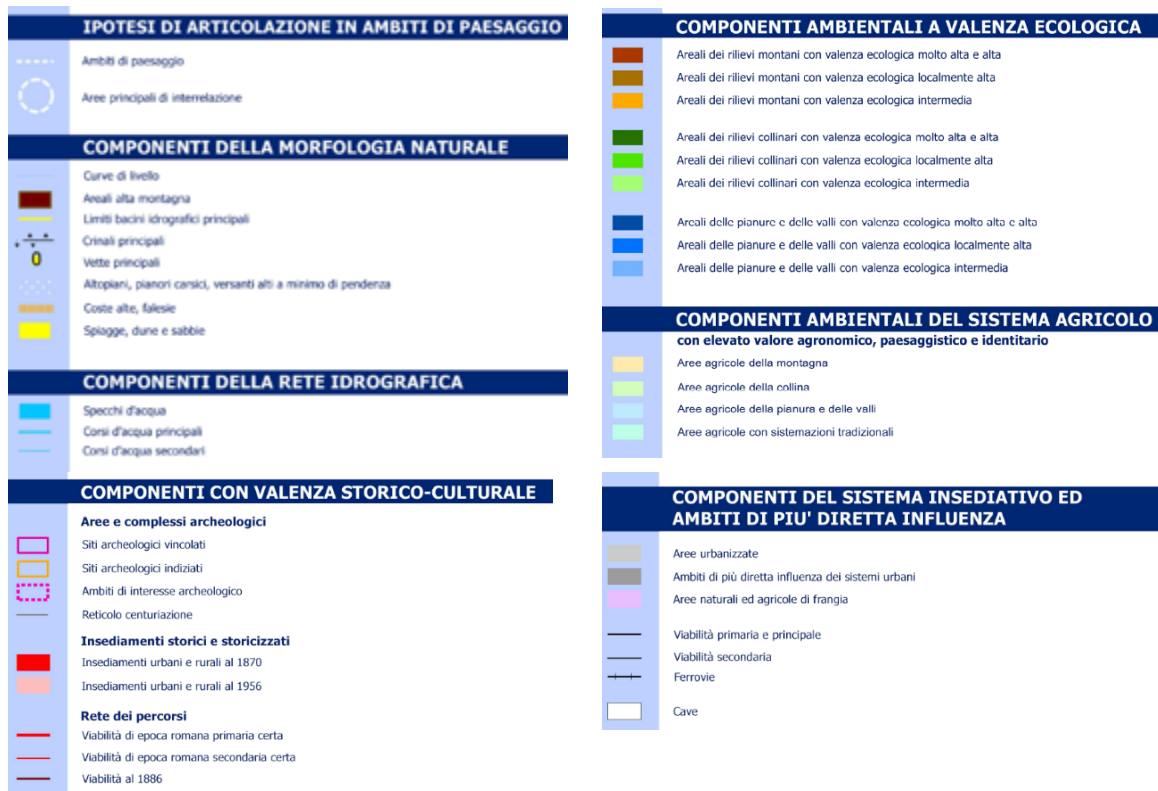 IPOTESI DI ARTICOLAZIONE IN AMBITI DI PAESAGGIO
Ambiti di paesaggio
Aree principali di interrelazione
COMPONENTI DELLA MORFOLOGIA NATURALE
Curve di livello
Areali alta montagna
Limiti bacini idrografici principali
Crinali principali
0
Vette principali
Altopiani, pianori carsici, versanti alti a minimo di pendenza
Coste alte, falesie
Spiagge, dune e sabbie
COMPONENTI DELLA RETE IDROGRAFICA
Specchi d'acqua
Corsi d'acqua principali
Corsi d'acqua secondari
COMPONENTI CON VALENZA STORICO-CULTURALE
Aree e complessi archeologici
Siti archeologici vincolati
Siti archeologici indiziati
Ambiti di interesse archeologico
Reticolo centuriazione
Insediamenti storici e storicizzati
Insediamenti urbani e rurali al 1870
Insediamenti urbani e rurali al 1956
Rete dei percorsi
Viabilità di epoca romana primaria certa
Viabilità di epoca romana secondaria certa
Viabilità al 1886
COMPONENTI AMBIENTALI A VALENZA ECOLOGICA
Areali dei rilievi montani con valenza ecologica molto alta e alta
Areali dei rilievi montani con valenza ecologica localmente alta
Areali dei rilievi montani con valenza ecologica intermedia
Areali dei rilievi collinari con valenza ecologica molto alta e alta
Areali dei rilievi collinari con valenza ecologica localmente alta
Areali dei rilievi collinari con valenza ecologica intermedia
Areali delle pianure e delle valli con valenza ecologica molto alta e alta
Areali delle pianure e delle valli con valenza ecologica localmente alta
Areali delle pianure e delle valli con valenza ecologica intermedia
COMPONENTI AMBIENTALI DEL SISTEMA AGRICOLO
con elevato valore agronomico, paesaggistico e identitario
Aree agricole della montagna
Aree agricole della collina
Aree agricole della pianura e delle valli
Aree agricole con sistemazioni tradizionali
COMPONENTI DEL SISTEMA INSEDIATIVO ED
AMBITI DI PIU' DIRETTA INFLUENZA
Aree urbanizzate
Ambiti di più diretta influenza dei sistemi urbani
Aree naturali ed agricole di frangia
Viabilità primaria e principale
Viabilità secondaria
Ferrovie
Cave